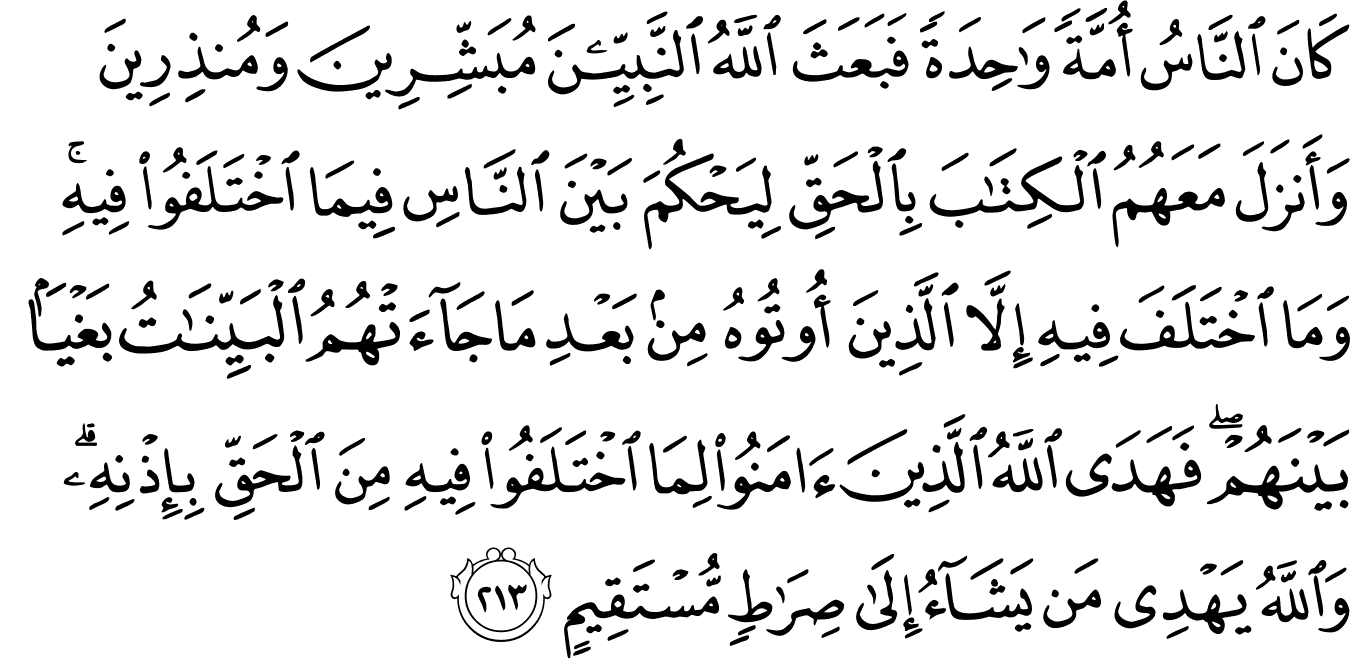 كَانَ ٱلنَّاسُ أُمَّةً وَٰحِدَةً فَبَعَثَ ٱللَّهُ ٱلنَّبِيِّـۧنَ مُبَشِّرِينَ وَمُنذِرِينَ
وَأَنزَلَ مَعَهُمُ ٱلْكِتَـٰبَ بِٱلْحَقِّ لِيَحْكُمَ بَيْنَ ٱلنَّاسِ فِيمَا ٱخْتَلَفُوا۟ فِيهِ ۚ
وَمَا ٱخْتَلَفَ فِيهِ إِلَّا ٱلَّذِينَ أُوتُوهُ مِنۢ بَعْدِ مَا جَآءَتْهُمُ ٱلْبَيِّنَـٰتُ بَغْيًۢا
بَيْنَهُمْ ۖ فَهَدَى ٱللَّهُ ٱلَّذِينَ ءَامَنُوا۟ لِمَا ٱخْتَلَفُوا۟ فِيهِ مِنَ ٱلْحَقِّ بِإِذْنِهِۦ ۗ
وَٱللَّهُ يَهْدِى مَن يَشَآءُ إِلَىٰ صِرَٰطٍ مُّسْتَقِيمٍ ٢١٣